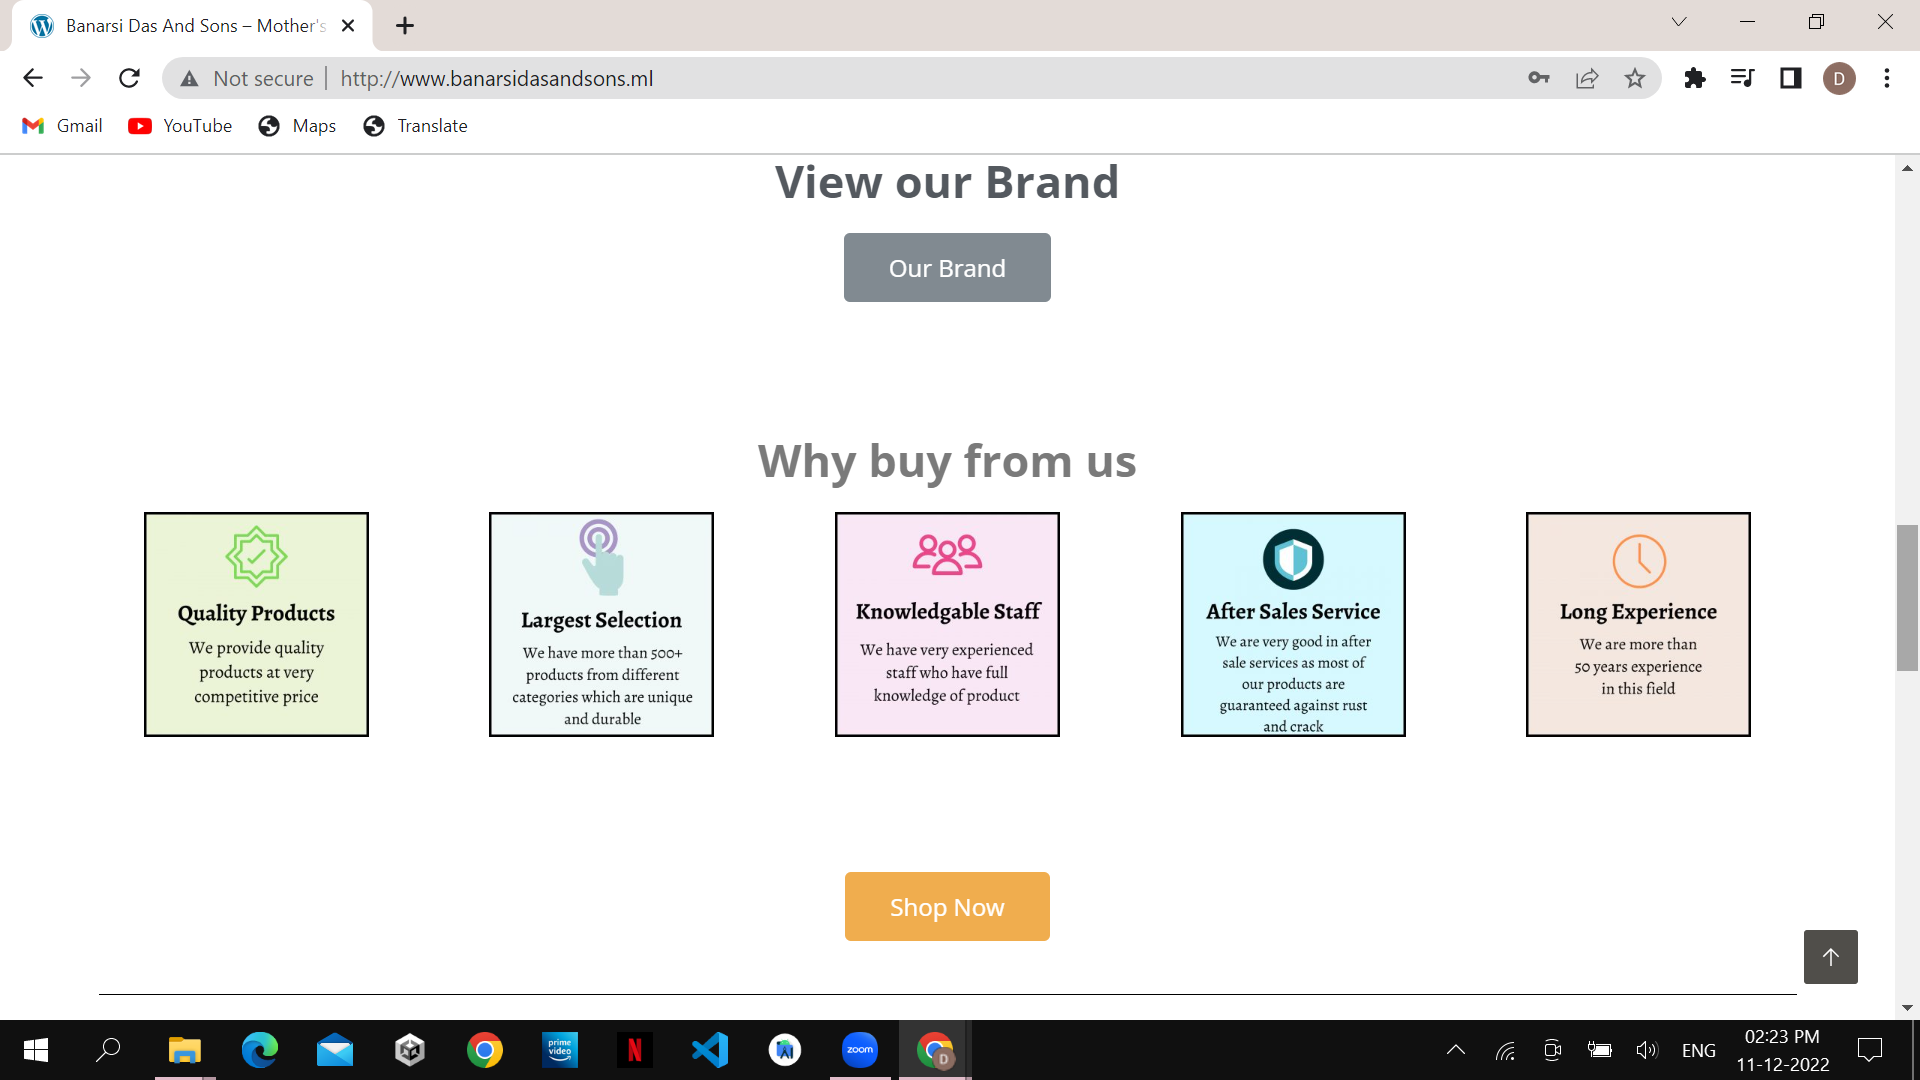 Banarsi Das And Sons – Mother's
Not secure
http://www.banarsidasandsons.ml
D
Gmail
YouTube
Maps
Translate
View our Brand
Our Brand
Why buy from us
Quality Products
We provide quality
products at very
competitive price
Largest Selection
We have more than 500+
products from different
categories which are unique
and durable
Knowledgable Staff
We have very experienced
staff who have full
knowledge of product
After Sales Service
We are very good in after
sale services as most of
our products are
guaranteed against rust
and crack
Long Experience
We are more than
50 years experience
in this field
Shop Now
prime
video
N
zoom
D
ENG
02:23 PM
11-12-2022